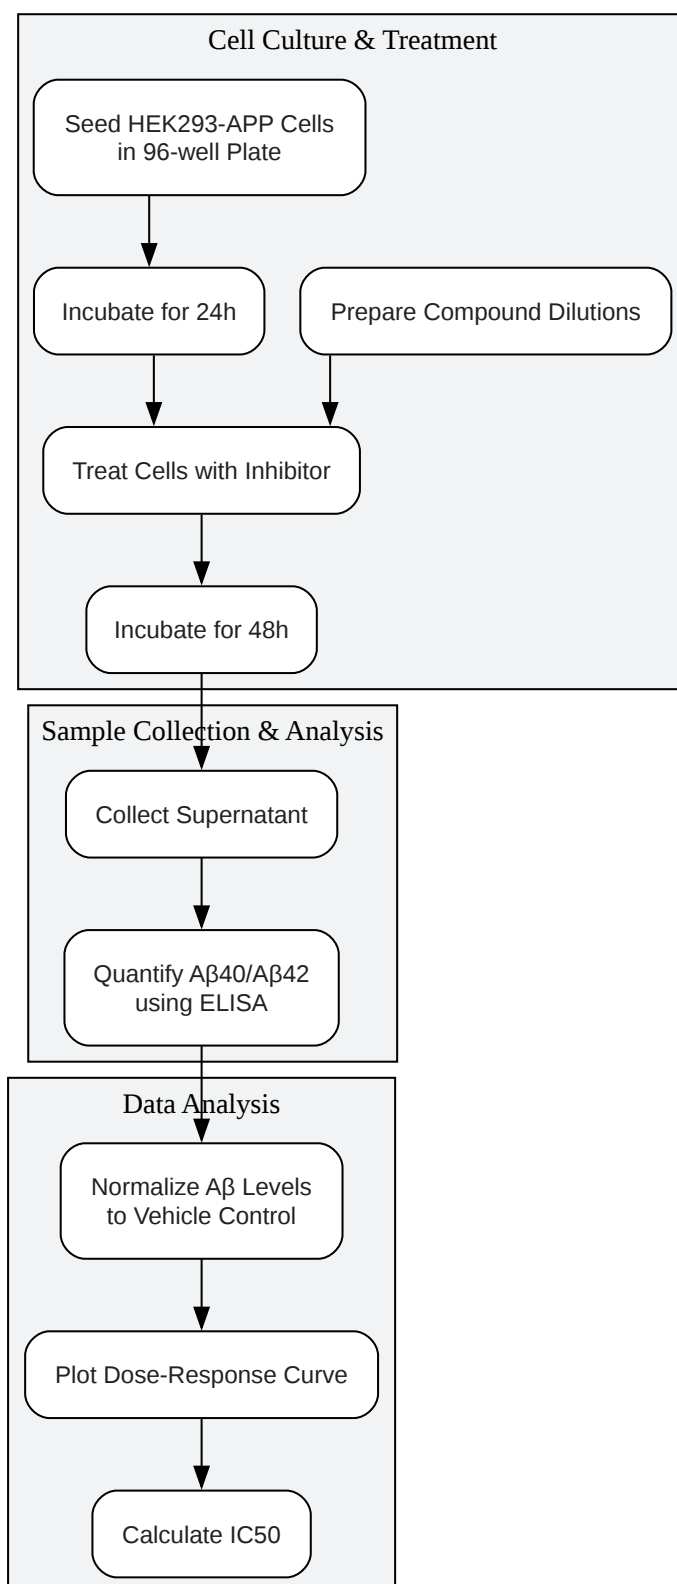 Cell Culture & Treatment
Seed HEK293-APP Cells
in 96-well Plate
Incubate for 24h
Prepare Compound Dilutions
Treat Cells with Inhibitor
Incubate for 48h
Sample Collection & Analysis
Collect Supernatant
Quantify Aβ40/Aβ42
using ELISA
Data Analysis
Normalize Aβ Levels
to Vehicle Control
Plot Dose-Response Curve
Calculate IC50